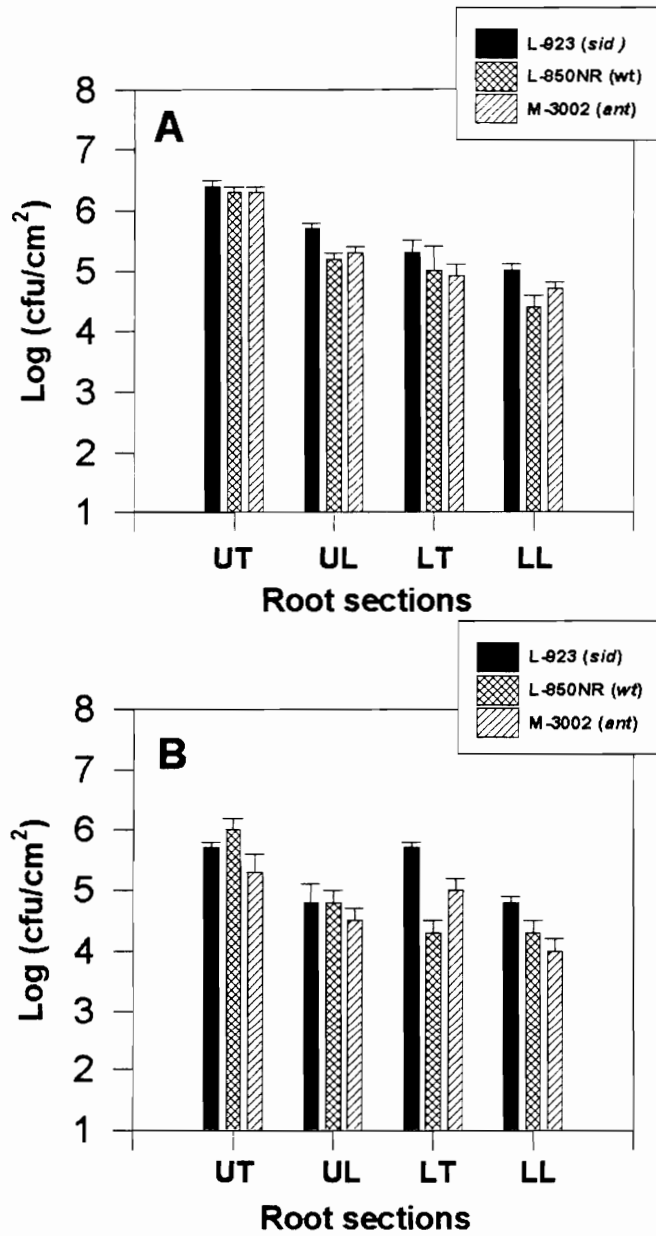 L-923 (sid)
L-850NR (wt)
M-3002 (ant)
A
8
7
6
5
4
3
2
1
Log (cfu/cm²)
UT UL LT LL
Root sections
L-923 (sid)
L-850NR (wt)
M-3002 (ant)
B
8
7
6
5
4
3
2
1
Log (cfu/cm²)
UT UL LT LL
Root sections